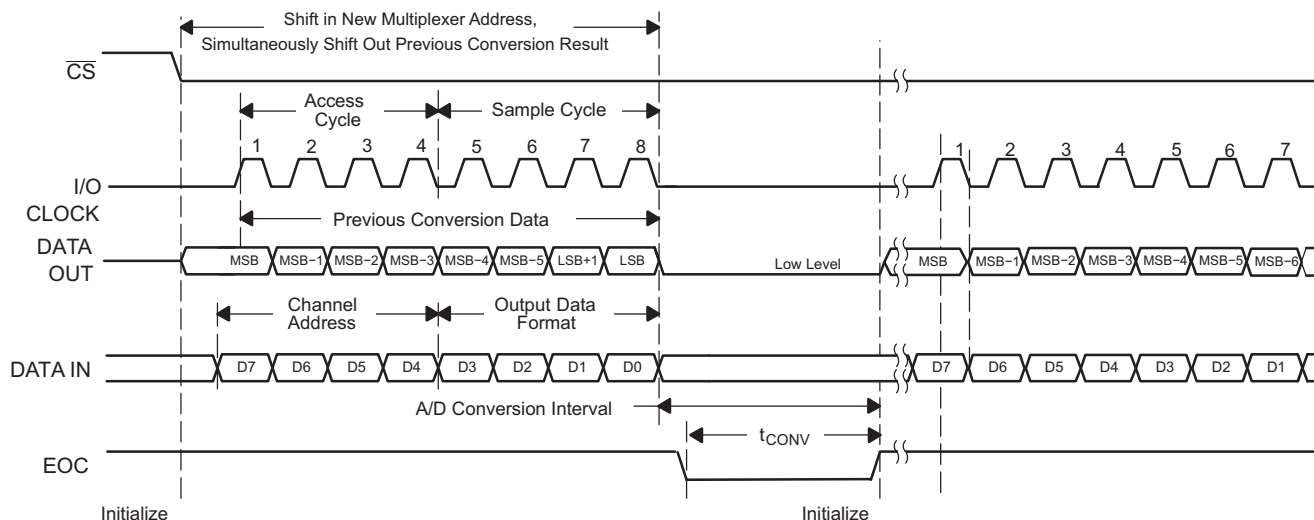 Shift in New Multiplexer Address,
Simultaneously Shift Out Previous Conversion Result
CS
Access
Cycle
Sample Cycle
1 2 3 4 5 6 7 8 1 2 3 4 5 6 7
I/O
CLOCK
Previous Conversion Data
DATA
OUT
MSB MSB−1 MSB−2 MSB−3 MSB−4 MSB−5 LSB+1 LSB Low Level MSB MSB−1 MSB−2 MSB−3 MSB−4 MSB−5 MSB−6
Channel
Address
Output Data
Format
DATA IN D7 D6 D5 D4 D3 D2 D1 D0 D7 D6 D5 D4 D3 D2 D1
A/D Conversion Interval
tCONV
EOC
Initialize Initialize